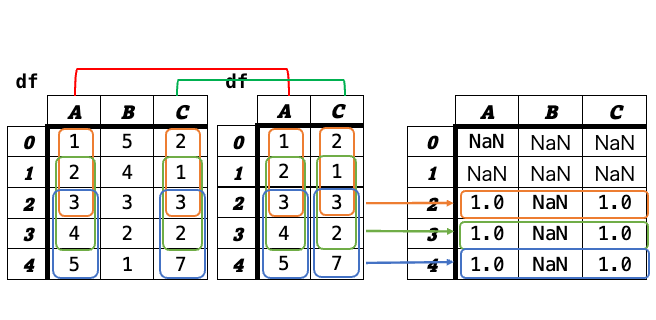 df df
A B C A C A B C
0 1 5 2 0 1 2 0 NaN NaN NaN
1 2 4 1 1 2 1 1 NaN NaN NaN
2 3 3 3 2 3 3 2 1.0 NaN 1.0
3 4 2 2 3 4 2 3 1.0 NaN 1.0
4 5 1 7 4 5 7 4 1.0 NaN 1.0